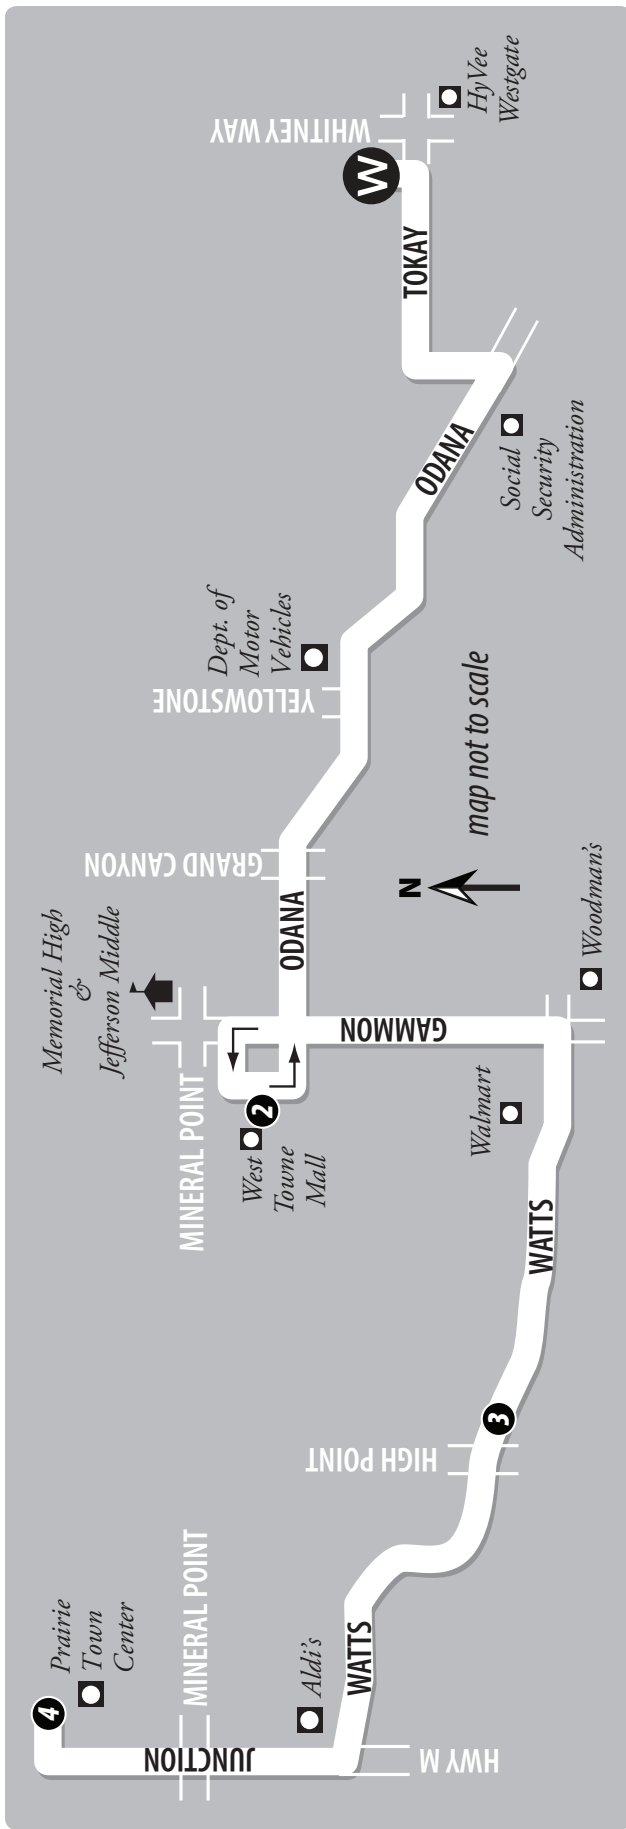 HyVee
Westgate
WHITNEY WAY
W
TOKAY
ODANA
Social
Security
Administration
Dept. of
Motor
Vehicles
YELLOWSTONE
map not to scale
N
GRAND CANYON
ODANA
Memorial High
&
Jefferson Middle
Woodman's
GAMMON
MINERAL POINT
2
West
Towne
Mall
Walmart
WATTS
3
HIGH POINT
MINERAL POINT
Prairie
Town
Center
4
Aldi's
WATTS
JUNCTION
HWY M